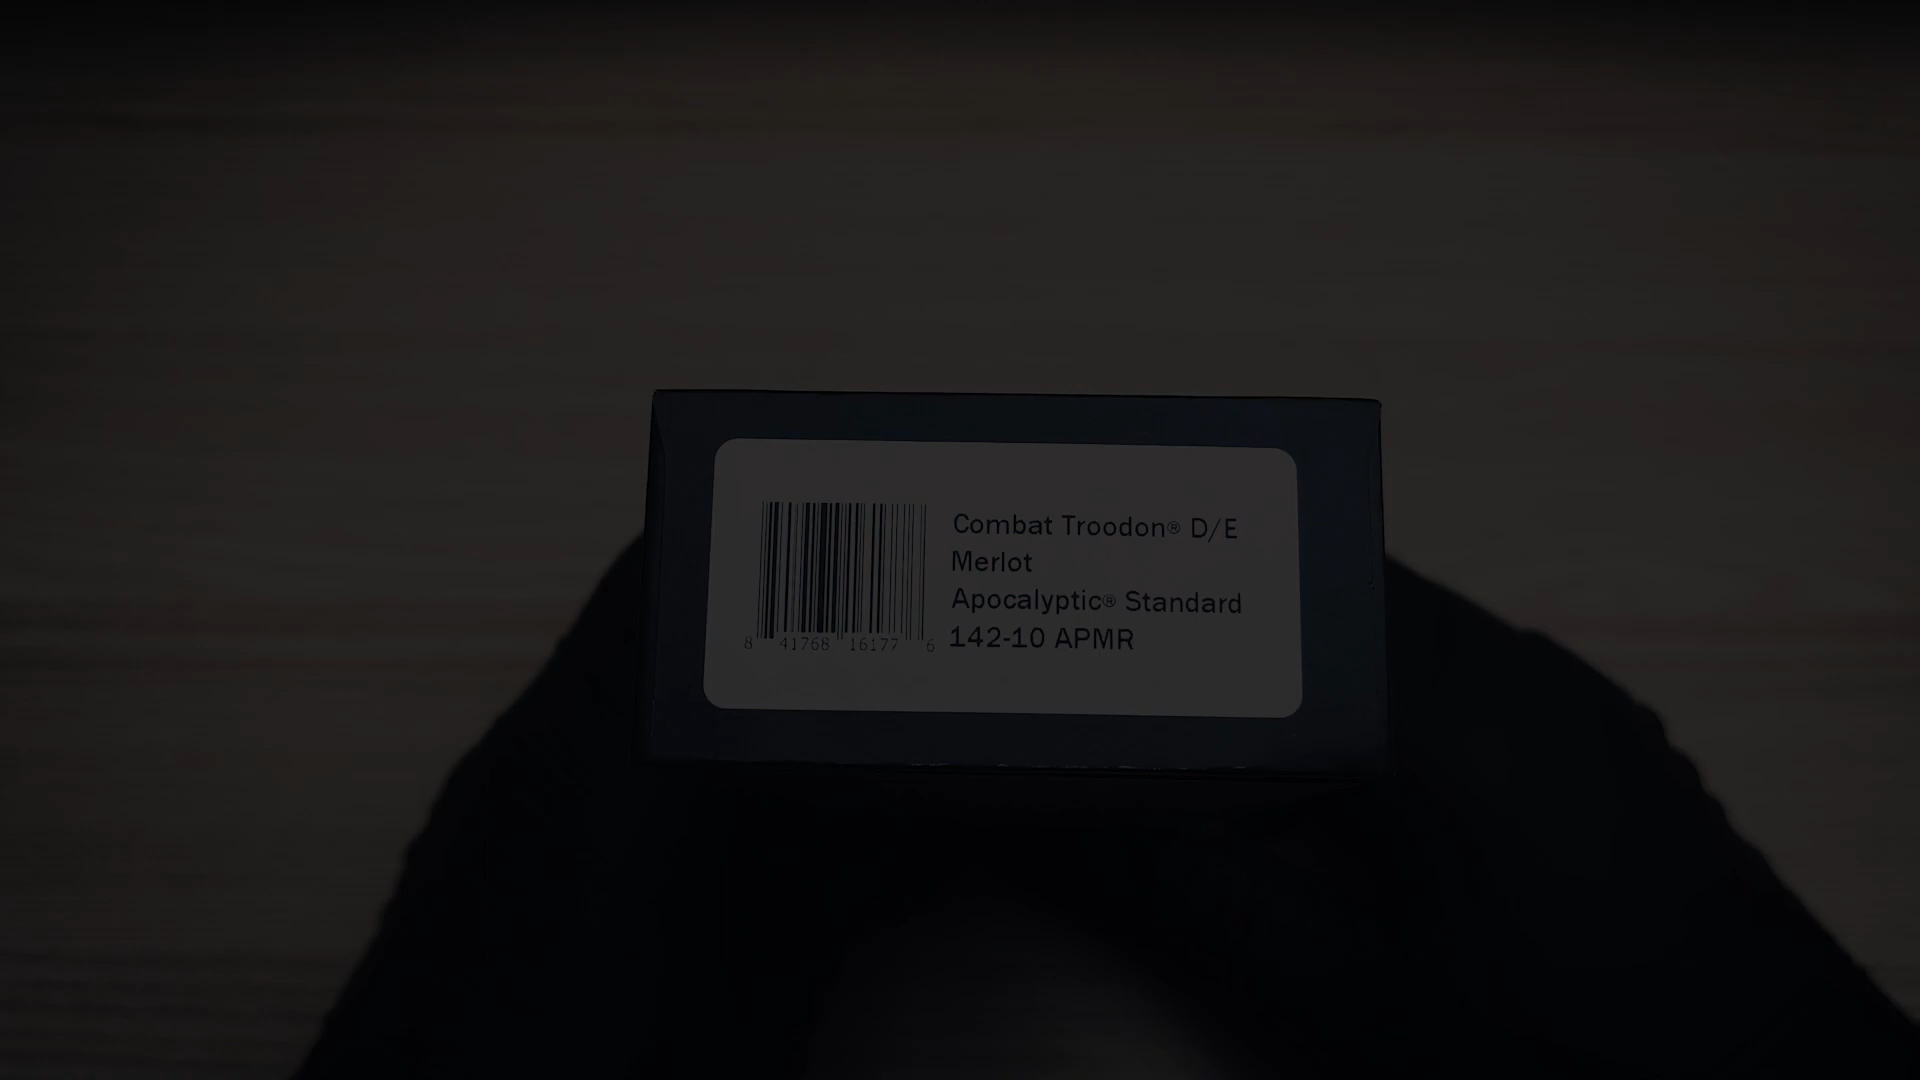 Combat Troodon® D/E
Merlot
Apocalyptic® Standard
142-10 APMR
8 41768 16177 6